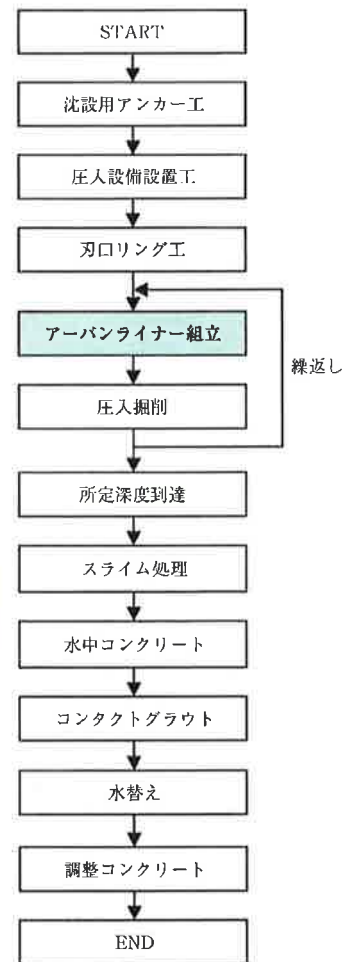 START
沈設用アンカー工
圧入設備設置工
刃口リング工
アーバンライナー組立
繰返し
圧入掘削
所定深度到達
スライム処理
水中コンクリート
コンタクトグラウト
水替え
調整コンクリート
END